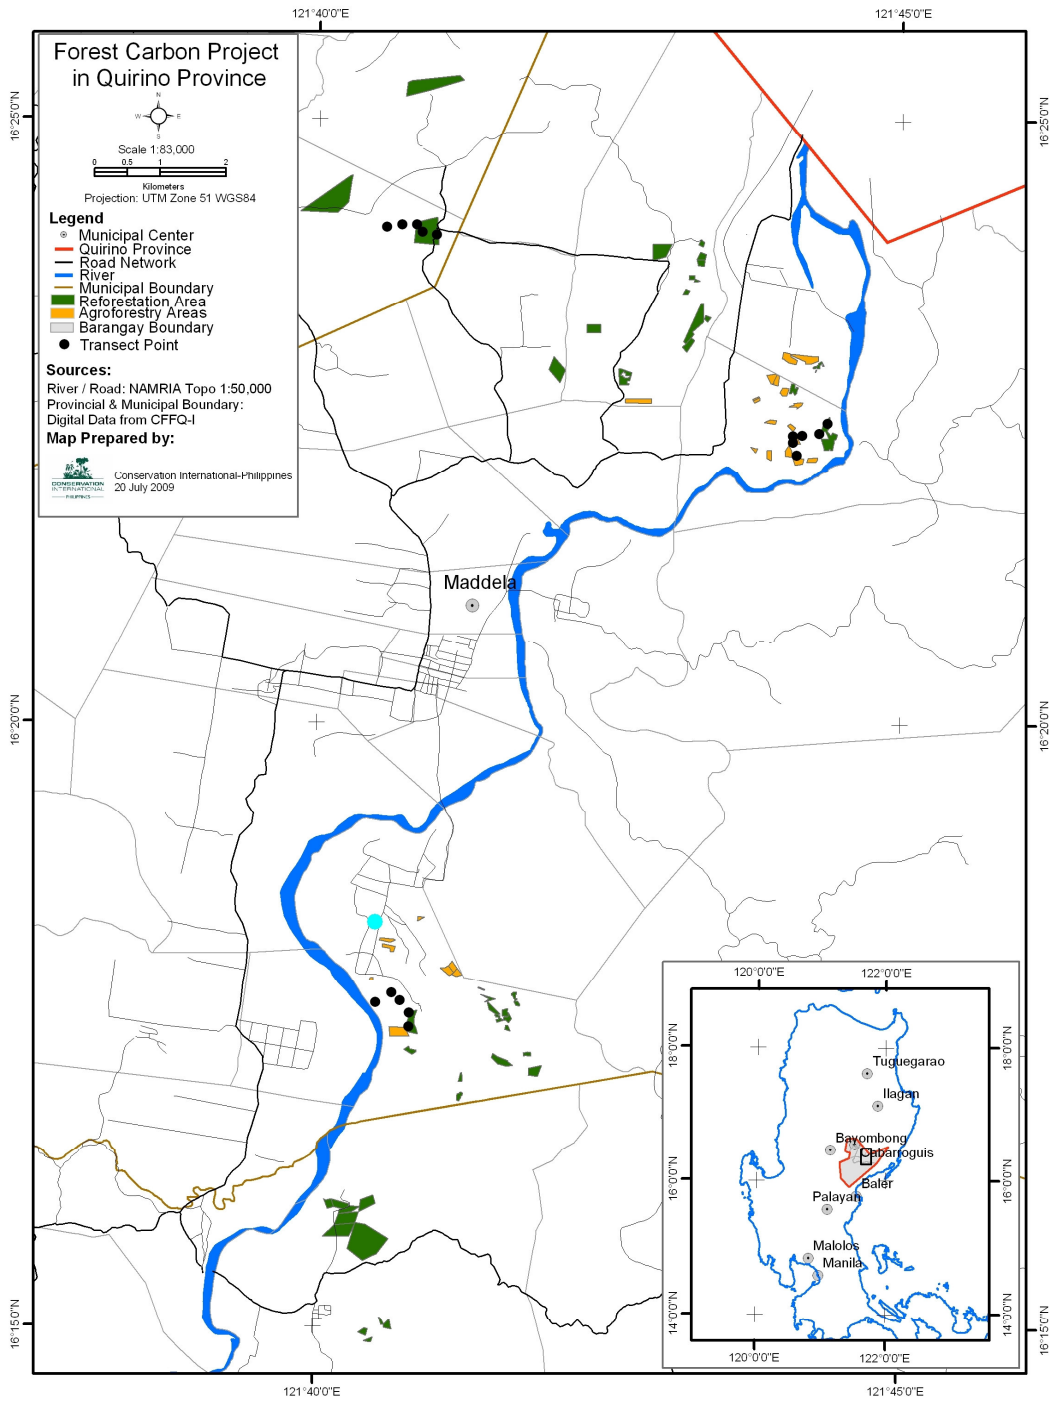 121°40'0"E
121°45'0"E
Forest Carbon Project
in Quirino Province
N
W
E
S
Scale 1:83,000
0 0.5 1 2
Kilometers
Projection: UTM Zone 51 WGS84
Legend
Municipal Center
Quirino Province
Road Network
River
Municipal Boundary
Reforestation Area
Agroforestry Areas
Barangay Boundary
Transect Point
Sources:
River / Road: NAMRIA Topo 1:50,000
Provincial & Municipal Boundary:
Digital Data from CFFQ-I
Map Prepared by:
CONSERVATION
INTERNATIONAL
PHILIPPINES
Conservation International-Philippines
20 July 2009
16°25'0"N
16°25'0"N
Maddela
16°20'0"N
16°20'0"N
120°0'0"E
122°0'0"E
18°0'0"N
18°0'0"N
Tuguegarao
Ilagan
Bayombong
Cabarroguis
16°0'0"N
16°0'0"N
Baler
Palayan
Malolos
Manila
14°0'0"N
14°0'0"N
120°0'0"E
122°0'0"E
16°15'0"N
16°15'0"N
121°40'0"E
121°45'0"E